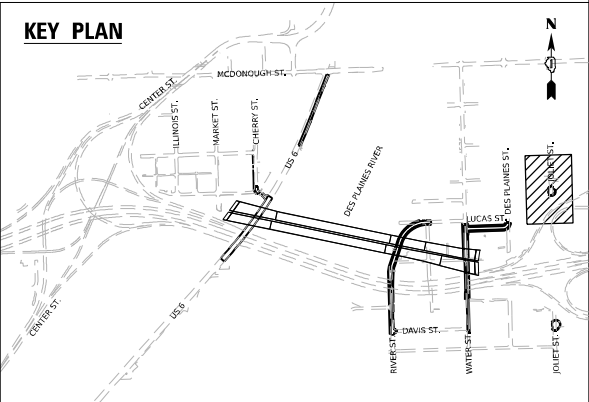 KEY PLAN
N
MCDONOUGH ST.
CENTER ST.
ILLINOIS ST.
MARKET ST.
CHERRY ST.
US 6
DES PLAINES RIVER
DES PLAINES ST.
JOLIET ST.
LUCAS ST.
CENTER ST.
US 6
RIVER ST.
DAVIS ST.
WATER ST.
JOLIET ST.